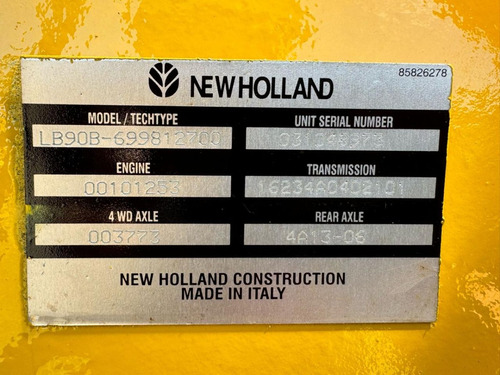 85826278
NEW HOLLAND
MODEL / TECHTYPE
UNIT SERIAL NUMBER
LB90B-699812700
ENGINE
TRANSMISSION
00101253
16234A0402101
4 WD AXLE
REAR AXLE
003773
4A13-06
NEW HOLLAND CONSTRUCTION
MADE IN ITALY